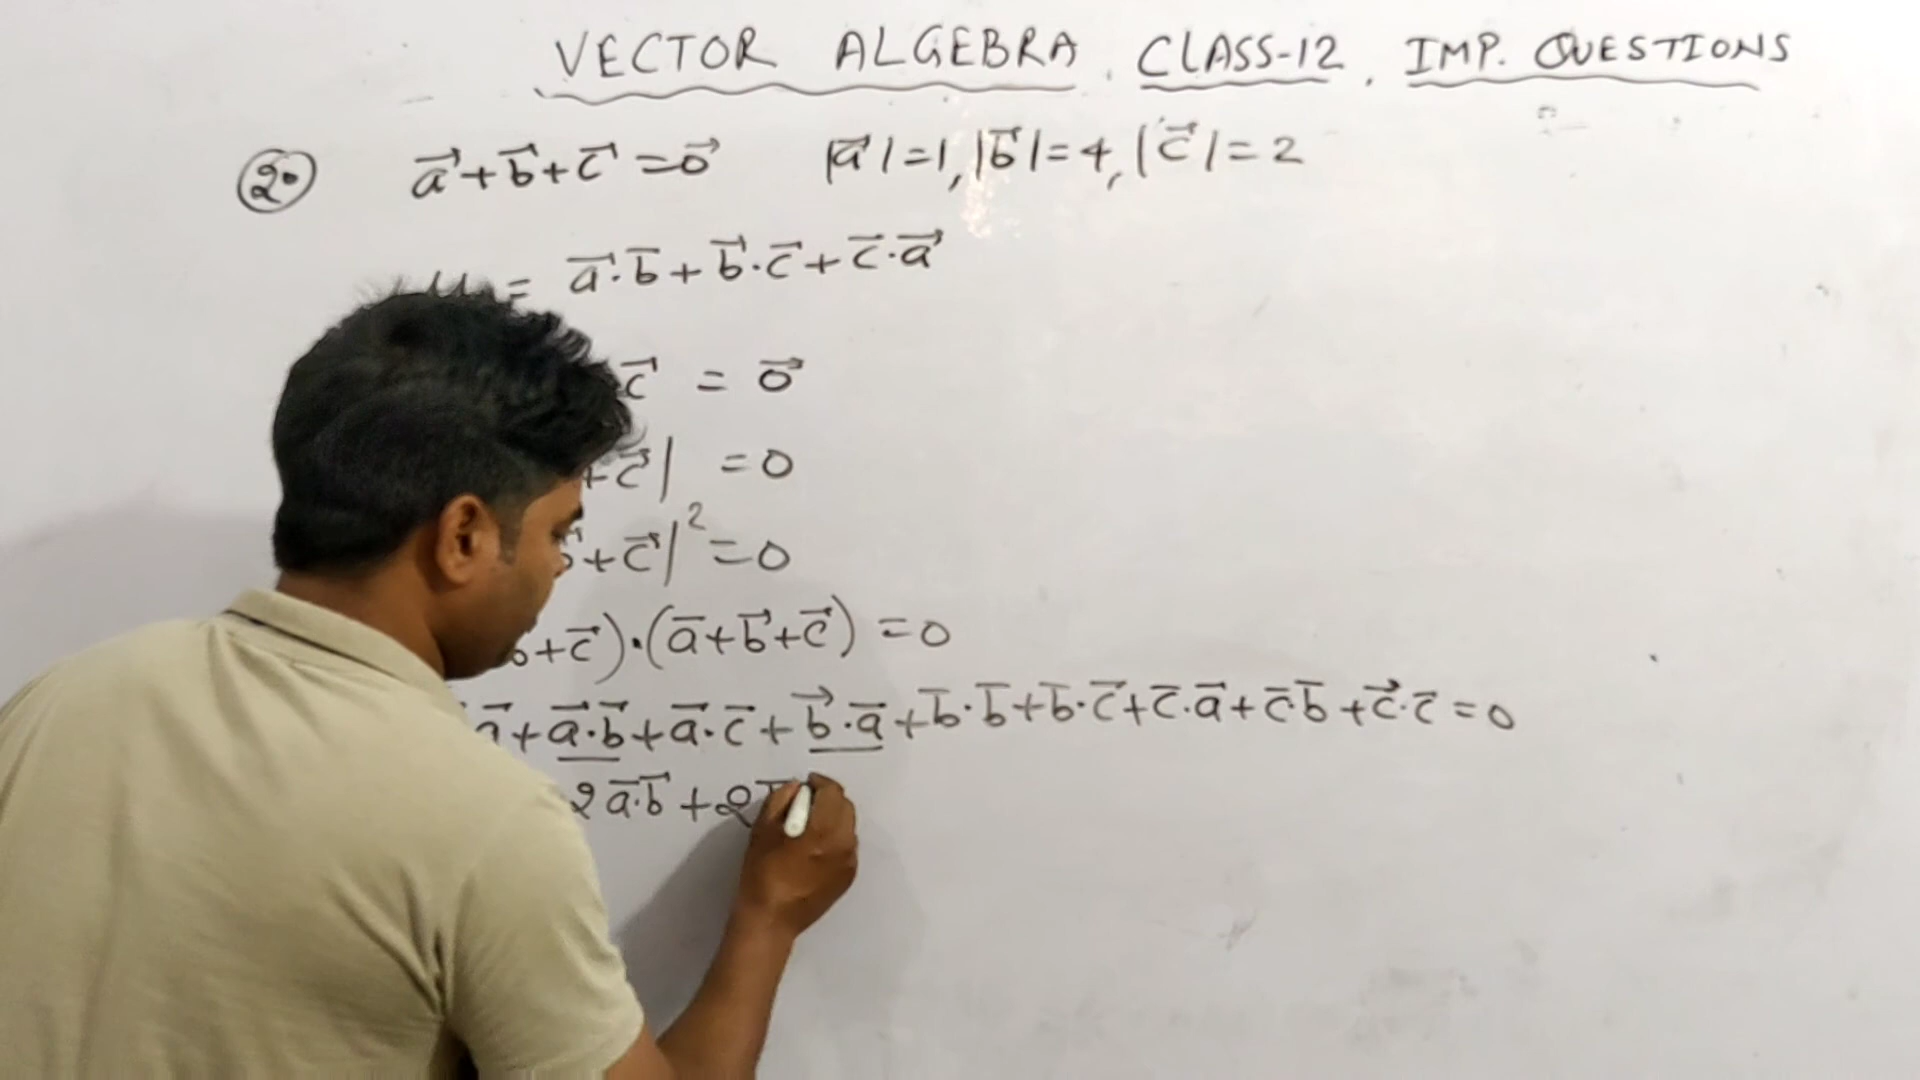 VECTOR ALGEBRA, CLASS-12, IMP. QUESTIONS
2. a⃗+b⃗+c⃗=0⃗ |a⃗|=1, |b⃗|=4, |c⃗|=2
= a⃗·b⃗+b⃗·c⃗+c⃗·a⃗
c⃗ = 0⃗
+c⃗| =0
+c⃗|²=0
+c⃗)·(a⃗+b⃗+c⃗)=0
a⃗+a⃗·b⃗+a⃗·c⃗+b⃗·a⃗+b⃗·b⃗+b⃗·c⃗+c⃗·a⃗+c⃗·b⃗+c⃗·c⃗=0
2a⃗·b⃗+2